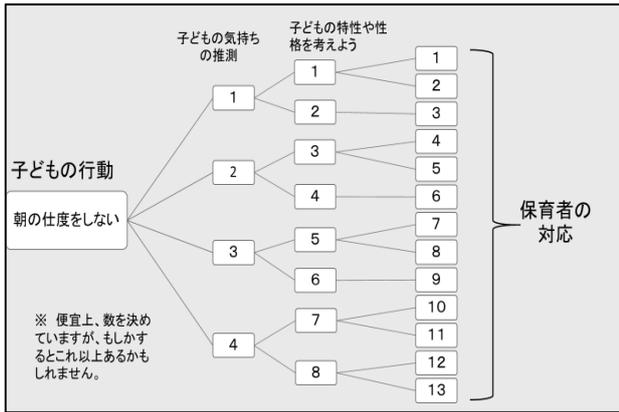 子どもの気持ち
の推測
子どもの特性や性
格を考えよう
子どもの行動
朝の仕度をしない
1
2
3
4
1
2
3
4
5
6
7
8
1
2
3
4
5
6
7
8
9
10
11
12
13
保育者の
対応
※ 便宜上、数を決め
ていますが、もしか
するとこれ以上あるかも
しれません。